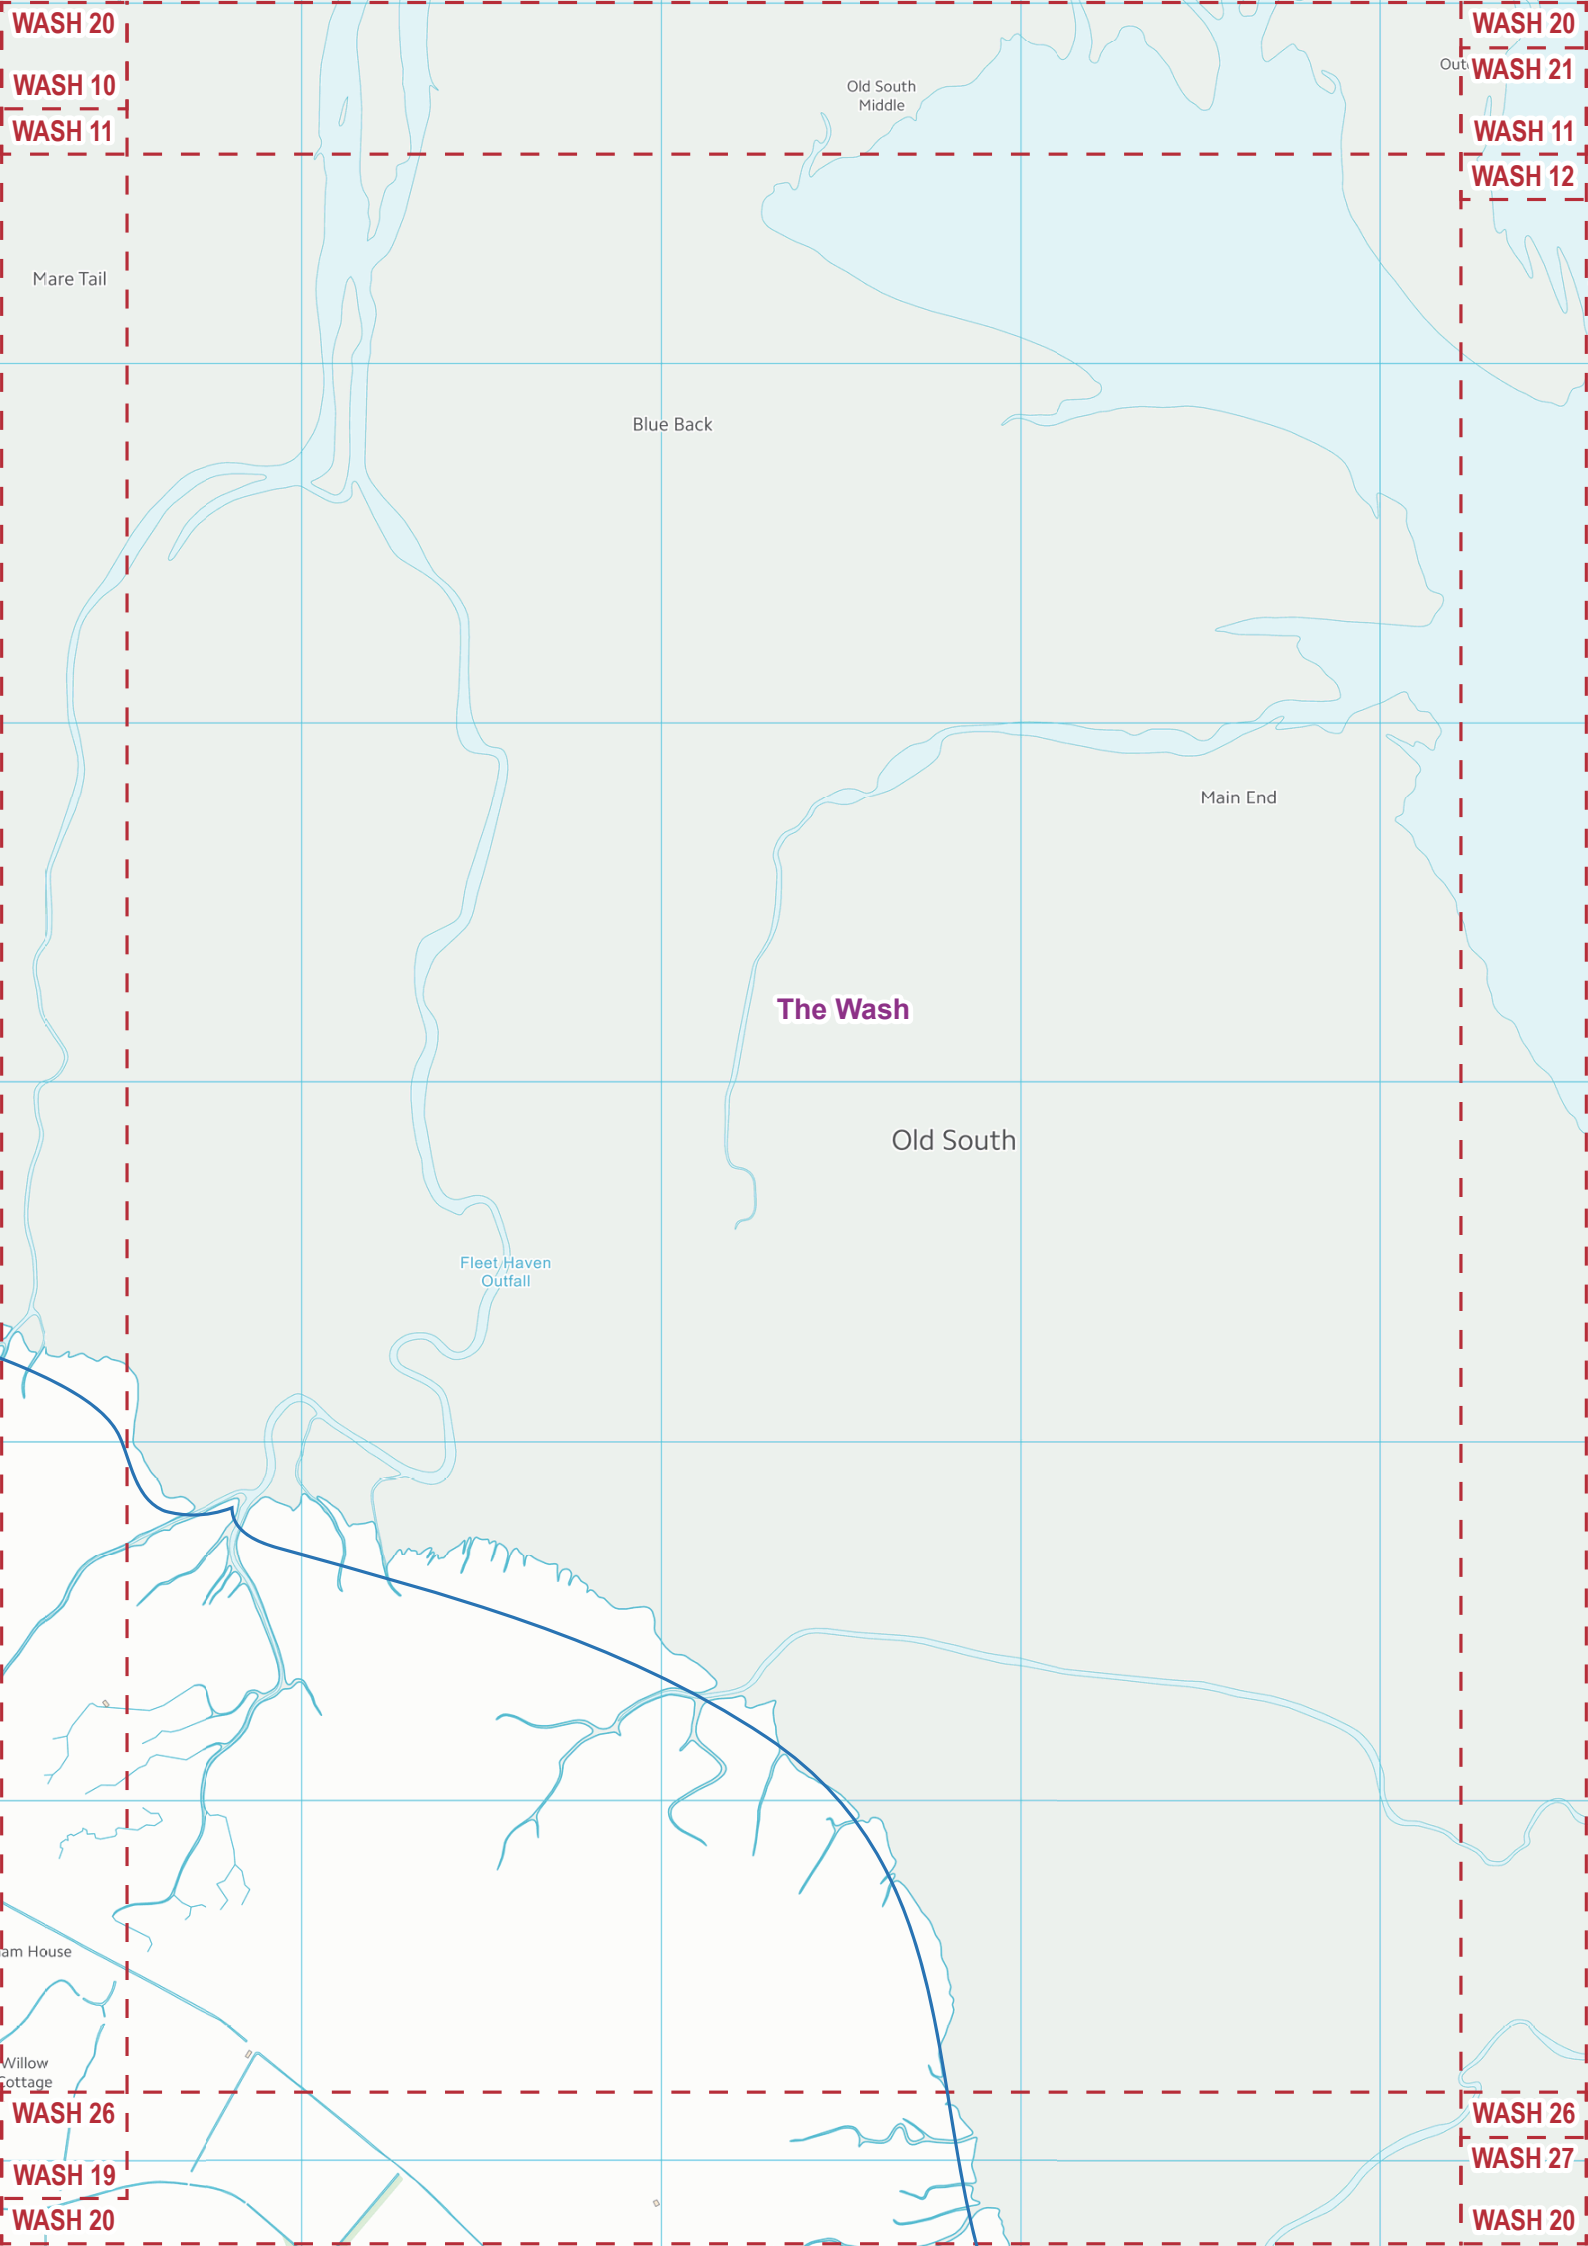 WASH 20
WASH 20
Out
WASH 21
WASH 10
Old South
Middle
WASH 11
WASH 11
WASH 12
Mare Tail
Blue Back
Main End
The Wash
Old South
Fleet Haven
Outfall
am House
Willow
Cottage
WASH 26
WASH 26
WASH 27
WASH 19
WASH 20
WASH 20